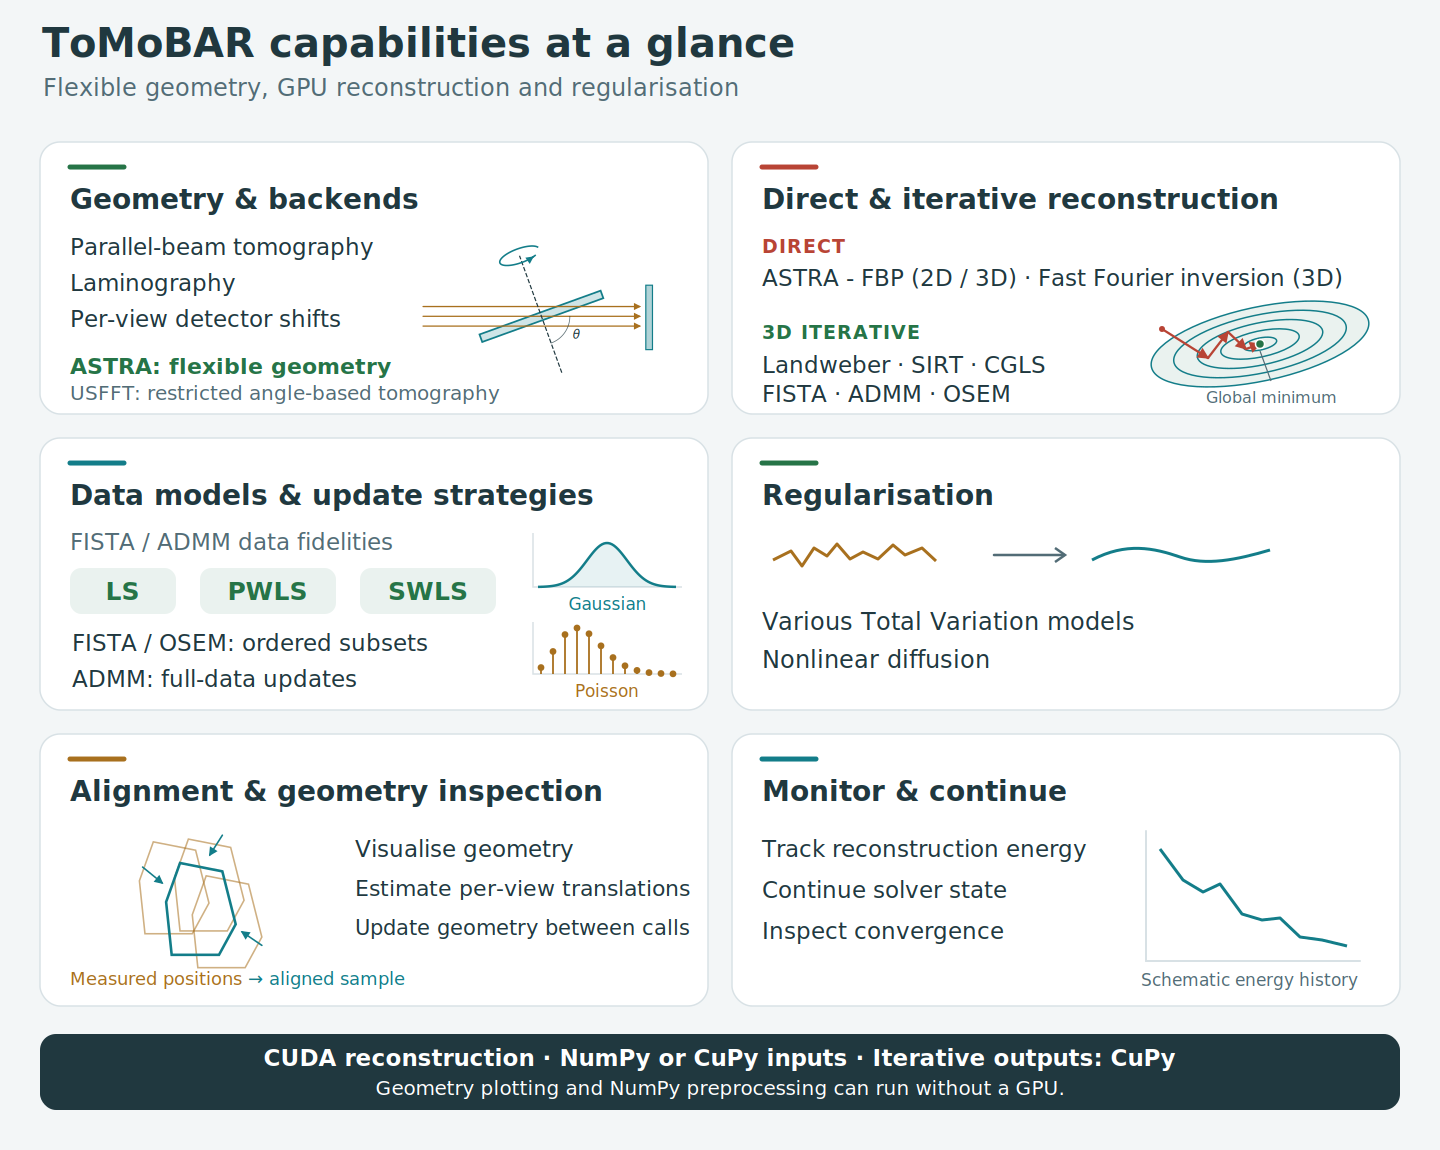 ToMoBAR capabilities at a glance
Flexible geometry, GPU reconstruction and regularisation
Geometry & backends
Parallel-beam tomography
Laminography
Per-view detector shifts
θ
ASTRA: flexible geometry
USFFT: restricted angle-based tomography
Direct & iterative reconstruction
DIRECT
ASTRA - FBP (2D / 3D) · Fast Fourier inversion (3D)
3D ITERATIVE
Landweber · SIRT · CGLS
FISTA · ADMM · OSEM
Global minimum
Data models & update strategies
FISTA / ADMM data fidelities
LS PWLS SWLS
FISTA / OSEM: ordered subsets
ADMM: full-data updates
Gaussian
Poisson
Regularisation
Various Total Variation models
Nonlinear diffusion
Alignment & geometry inspection
Visualise geometry
Estimate per-view translations
Update geometry between calls
Measured positions → aligned sample
Monitor & continue
Track reconstruction energy
Continue solver state
Inspect convergence
Schematic energy history
CUDA reconstruction · NumPy or CuPy inputs · Iterative outputs: CuPy
Geometry plotting and NumPy preprocessing can run without a GPU.